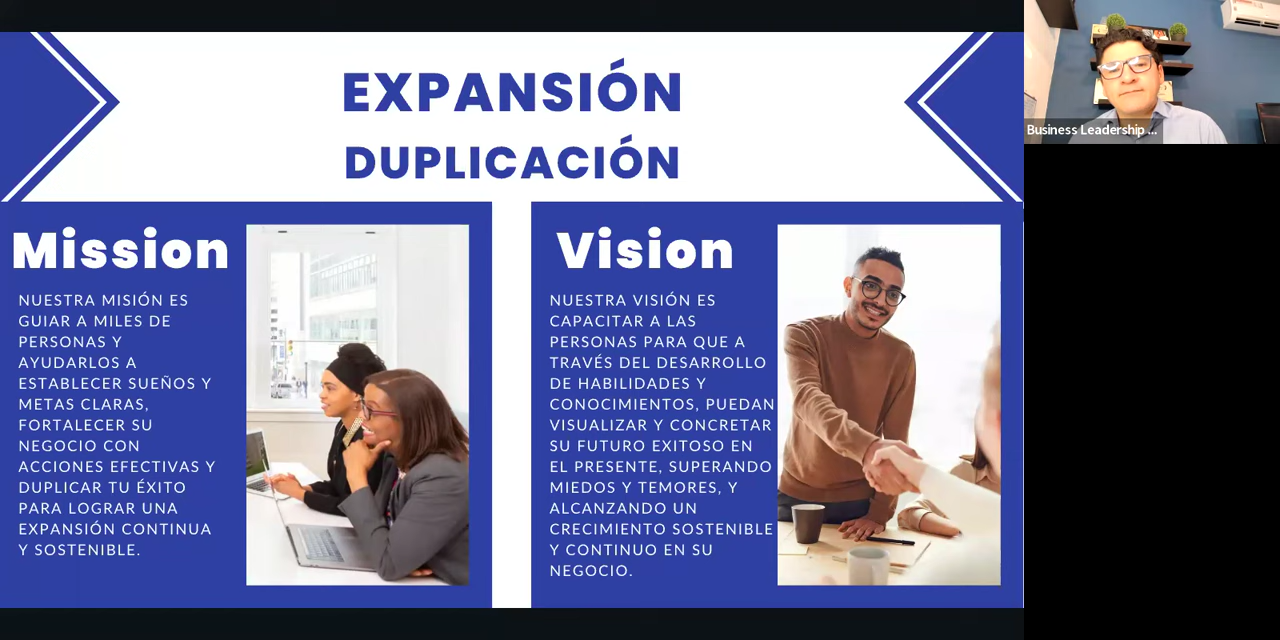 EXPANSIÓN
DUPLICACIÓN
Mission
NUESTRA MISIÓN ES
GUIAR A MILES DE
PERSONAS Y
AYUDARLOS A
ESTABLECER SUEÑOS Y
METAS CLARAS,
FORTALECER SU
NEGOCIO CON
ACCIONES EFECTIVAS Y
DUPLICAR TU ÉXITO
PARA LOGRAR UNA
EXPANSIÓN CONTINUA
Y SOSTENIBLE.
Vision
NUESTRA VISIÓN ES
CAPACITAR A LAS
PERSONAS PARA QUE A
TRAVÉS DEL DESARROLLO
DE HABILIDADES Y
CONOCIMIENTOS, PUEDAN
VISUALIZAR Y CONCRETAR
SU FUTURO EXITOSO EN
EL PRESENTE, SUPERANDO
MIEDOS Y TEMORES, Y
ALCANZANDO UN
CRECIMIENTO SOSTENIBLE
Y CONTINUO EN SU
NEGOCIO.
Business Leadership ...